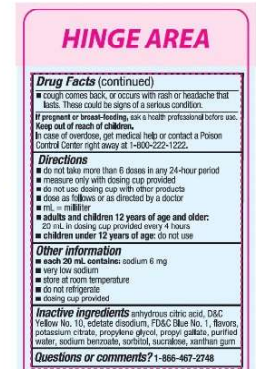 HINGE AREA
Drug Facts (continued)
■ cough comes back, or occurs with rash or headache that
lasts. These could be signs of a serious condition.
If pregnant or breast-feeding, ask a health professional before use.
Keep out of reach of children.
In case of overdose, get medical help or contact a Poison
Control Center right away at 1-800-222-1222.
Directions
■ do not take more than 6 doses in any 24-hour period
■ measure only with dosing cup provided
■ do not use dosing cup with other products
■ dose as follows or as directed by a doctor
■ mL = milliliter
■ adults and children 12 years of age and older:
20 mL in dosing cup provided every 4 hours
■ children under 12 years of age: do not use
Other information
■ each 20 mL contains: sodium 6 mg
■ very low sodium
■ store at room temperature
■ do not refrigerate
■ dosing cup provided
Inactive ingredients anhydrous citric acid, D&C
Yellow No. 10, edetate disodium, FD&C Blue No. 1, flavors,
potassium citrate, propylene glycol, propyl gallate, purified
water, sodium benzoate, sorbitol, sucralose, xanthan gum
Questions or comments? 1-866-467-2748